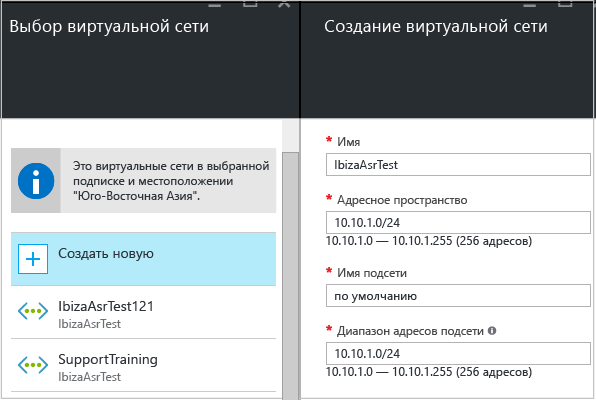 Выбор виртуальной сети
Это виртуальные сети в выбранной
подписке и местоположении
"Юго-Восточная Азия".
Создать новую
IbizaAsrTest121
IbizaAsrTest
SupportTraining
IbizaAsrTest
Создание виртуальной сети
* Имя
IbizaAsrTest
* Адресное пространство
10.10.1.0/24
10.10.1.0 — 10.10.1.255 (256 адресов)
* Имя подсети
по умолчанию
* Диапазон адресов подсети
10.10.1.0/24
10.10.1.0 — 10.10.1.255 (256 адресов)